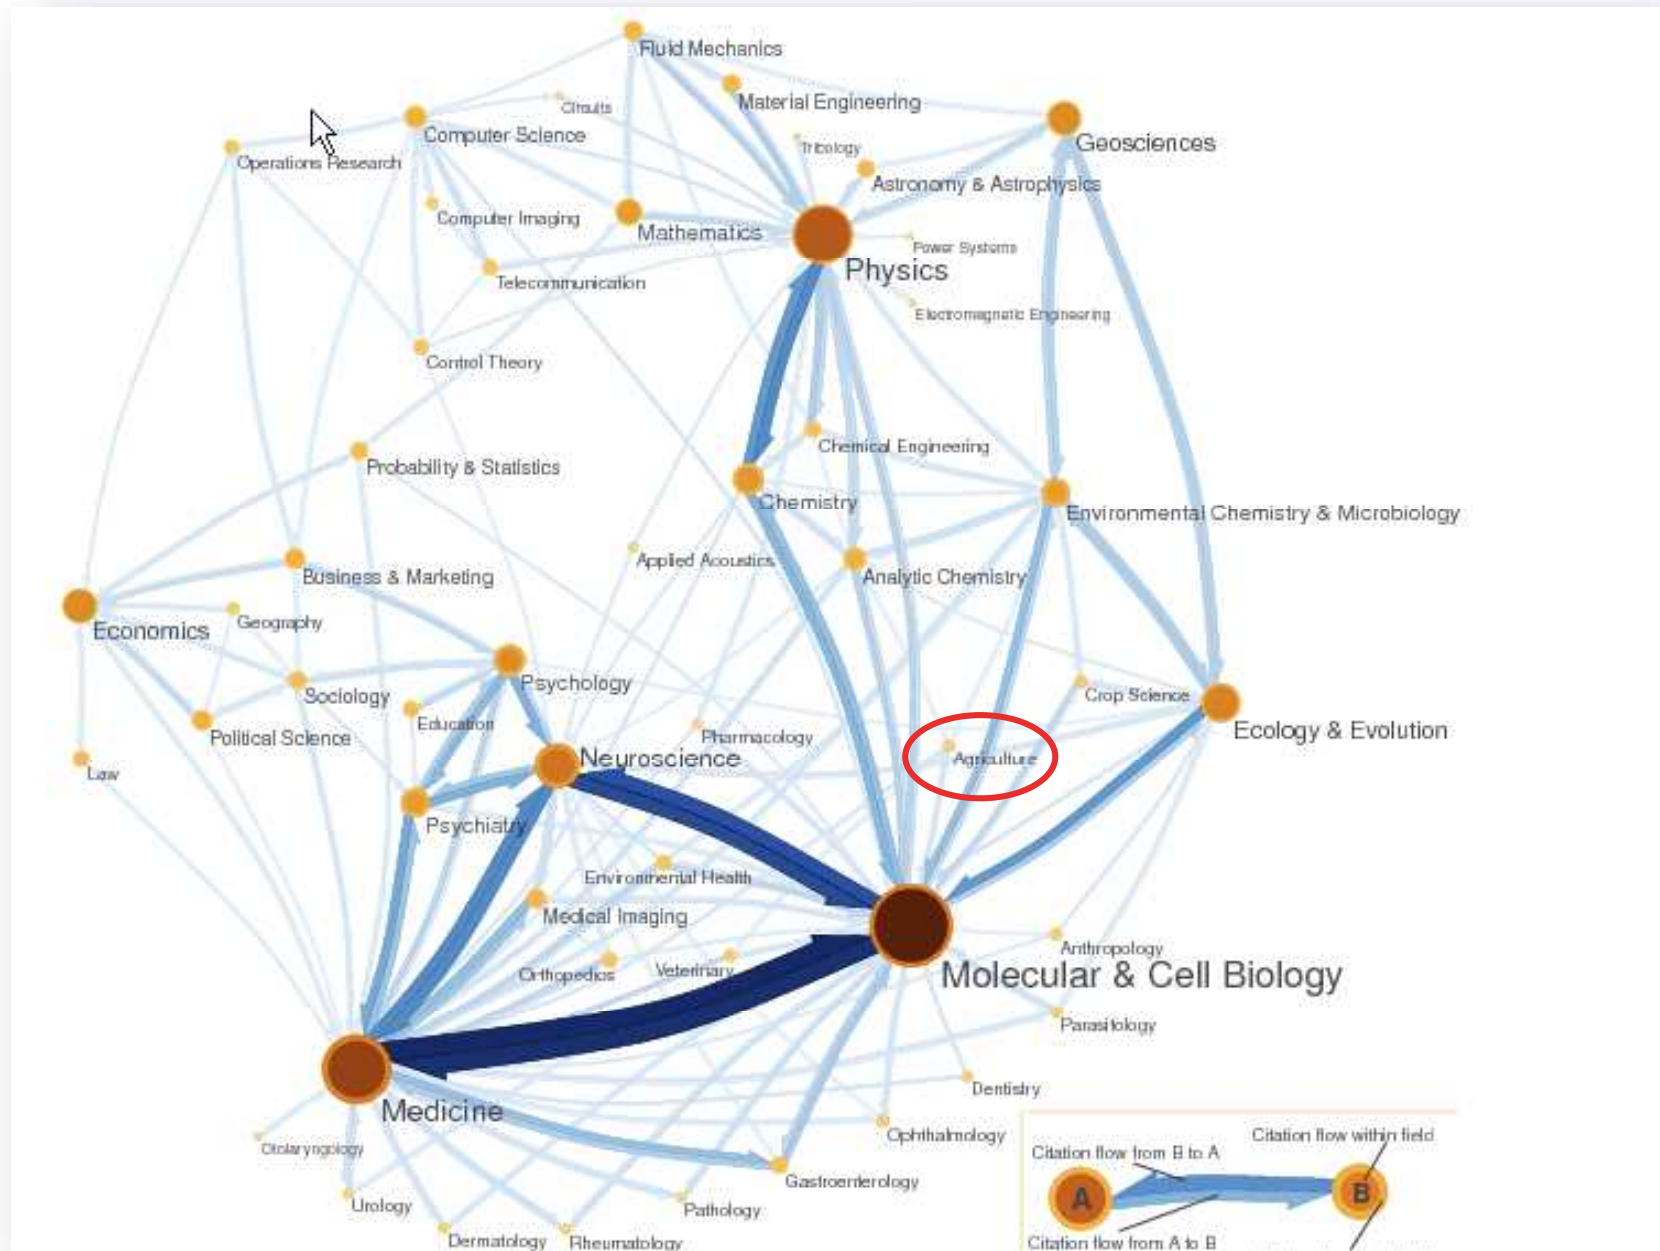 Fluid Mechanics
Material Engineering
Circuits
Computer Science
Geosciences
Tribology
Operations Research
Astronomy & Astrophysics
Computer Imaging
Mathematics
Power Systems
Physics
Telecommunication
Electromagnetic Engineering
Control Theory
Chemical Engineering
Probability & Statistics
Chemistry
Environmental Chemistry & Microbiology
Applied Acoustics
Business & Marketing
Analytic Chemistry
Geography
Economics
Psychology
Sociology
Crop Science
Education
Ecology & Evolution
Political Science
Pharmacology
Neuroscience
Agriculture
Law
Psychiatry
Environmental Health
Medical Imaging
Anthropology
Orthopedics
Veterinary
Molecular & Cell Biology
Parasitology
Dentistry
Medicine
Ophthalmology
Citation flow within field
Otolaryngology
Citation flow from B to A
Gastroenterology
A
B
Urology
Pathology
Dermatology
Rheumatology
Citation flow from A to B